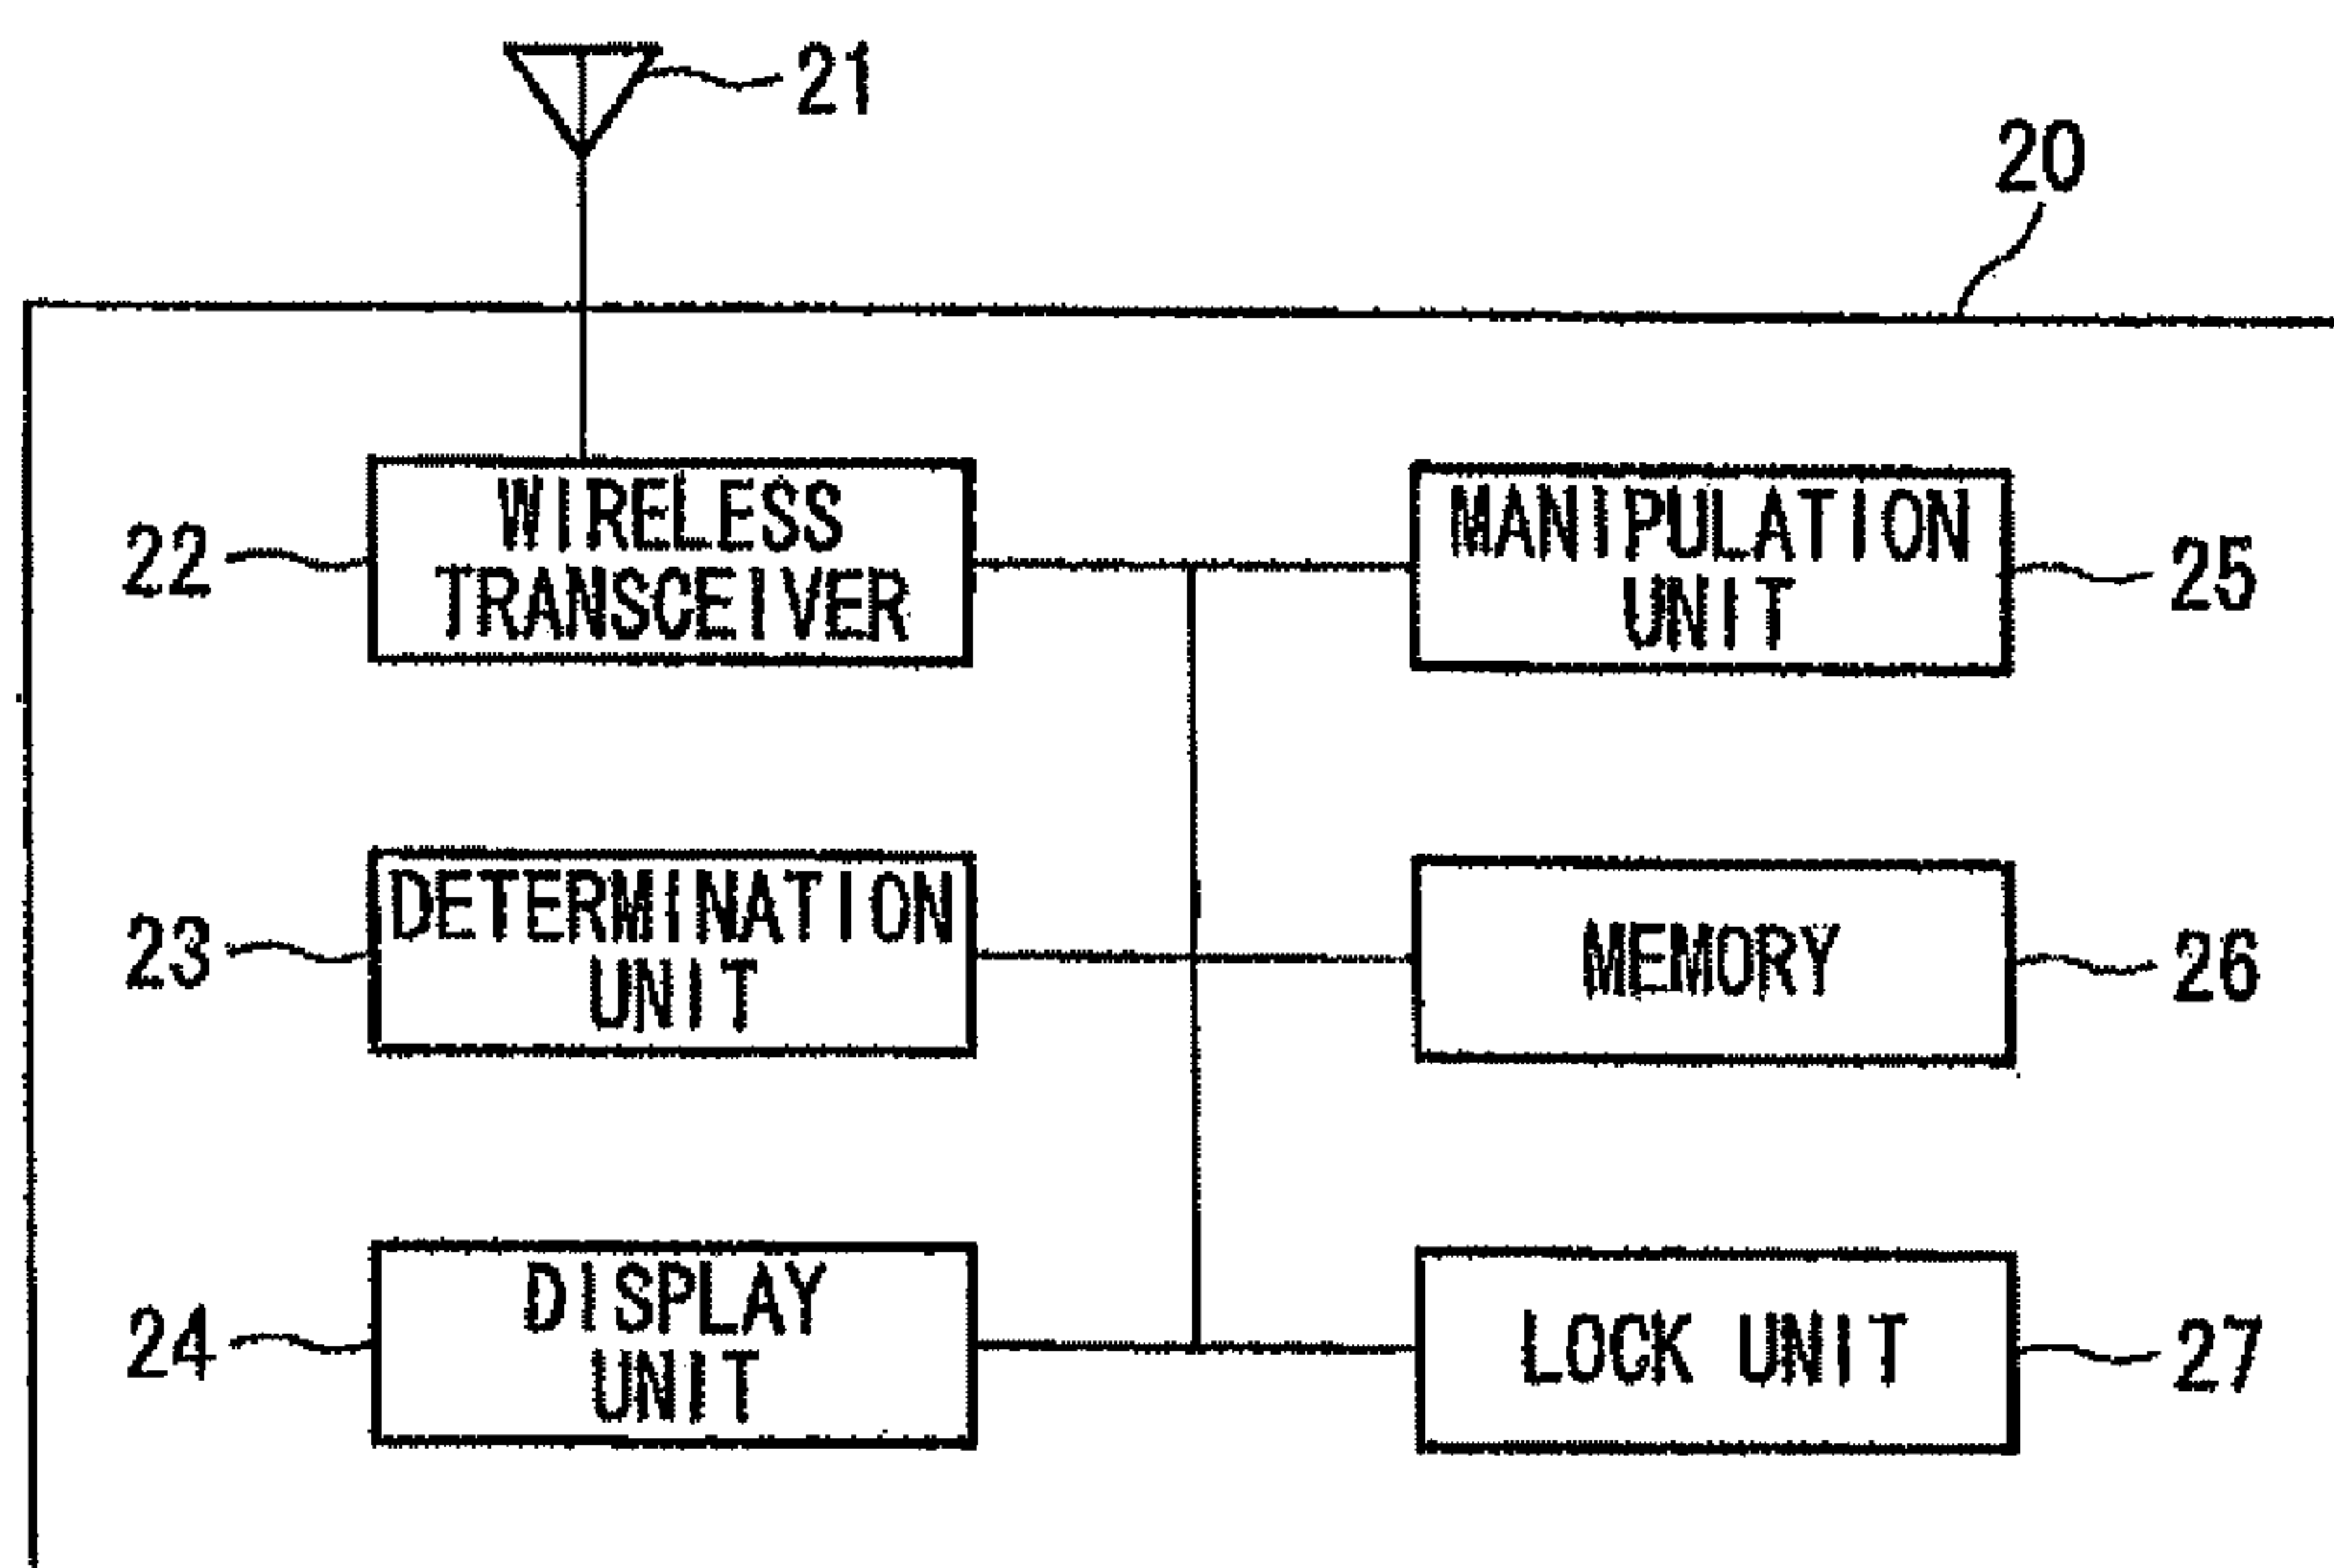 21
20
22
WIRELESS
TRANSCEIVER
MANIPULATION
UNIT
25
23
DETERMINATION
UNIT
MEMORY
26
24
DISPLAY
UNIT
LOCK UNIT
27